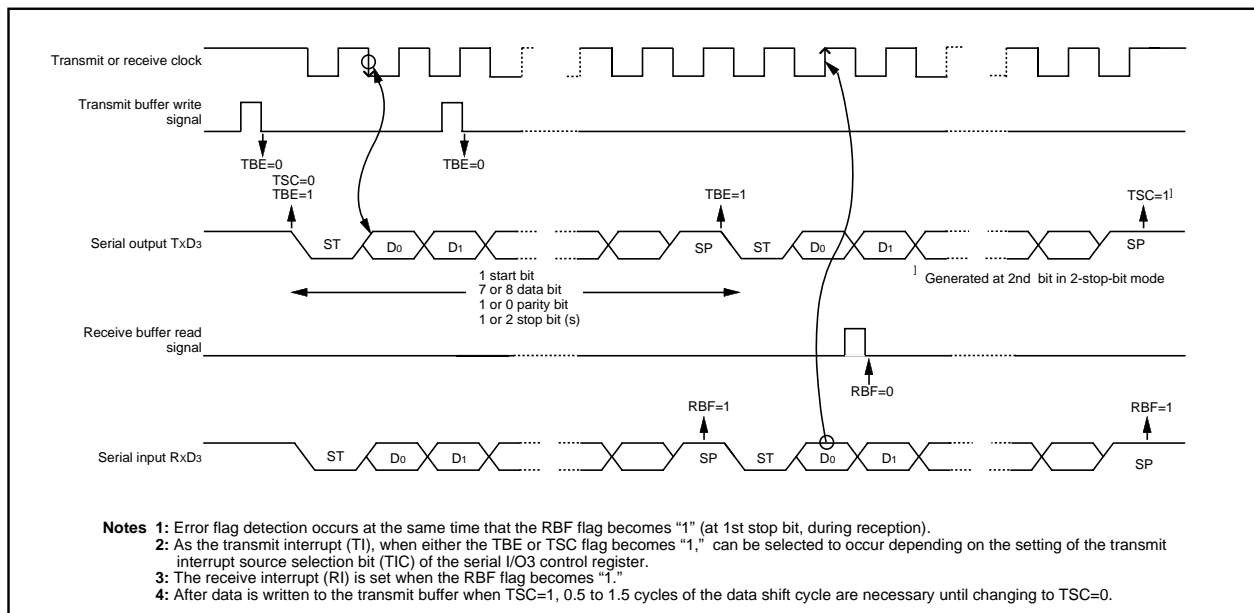 Transmit or receive clock
Transmit buffer write
signal
TBE=0
TBE=0
TSC=0
TBE=1
TBE=1
TSC=1]
Serial output TxD3
ST
D0
D1
SP
ST
D0
D1
SP
] Generated at 2nd bit in 2-stop-bit mode
1 start bit
7 or 8 data bit
1 or 0 parity bit
1 or 2 stop bit (s)
Receive buffer read
signal
RBF=0
RBF=1
RBF=1
Serial input RxD3
ST
D0
D1
SP
ST
D0
D1
SP
Notes 1: Error flag detection occurs at the same time that the RBF flag becomes “1” (at 1st stop bit, during reception).
2: As the transmit interrupt (TI), when either the TBE or TSC flag becomes “1,” can be selected to occur depending on the setting of the transmit
interrupt source selection bit (TIC) of the serial I/O3 control register.
3: The receive interrupt (RI) is set when the RBF flag becomes “1.”
4: After data is written to the transmit buffer when TSC=1, 0.5 to 1.5 cycles of the data shift cycle are necessary until changing to TSC=0.